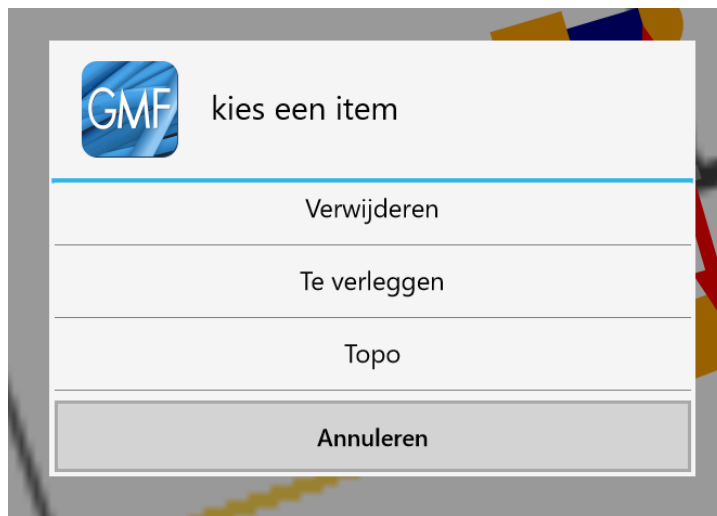 GMF
kies een item
Verwijderen
Te verleggen
Topo
Annuleren